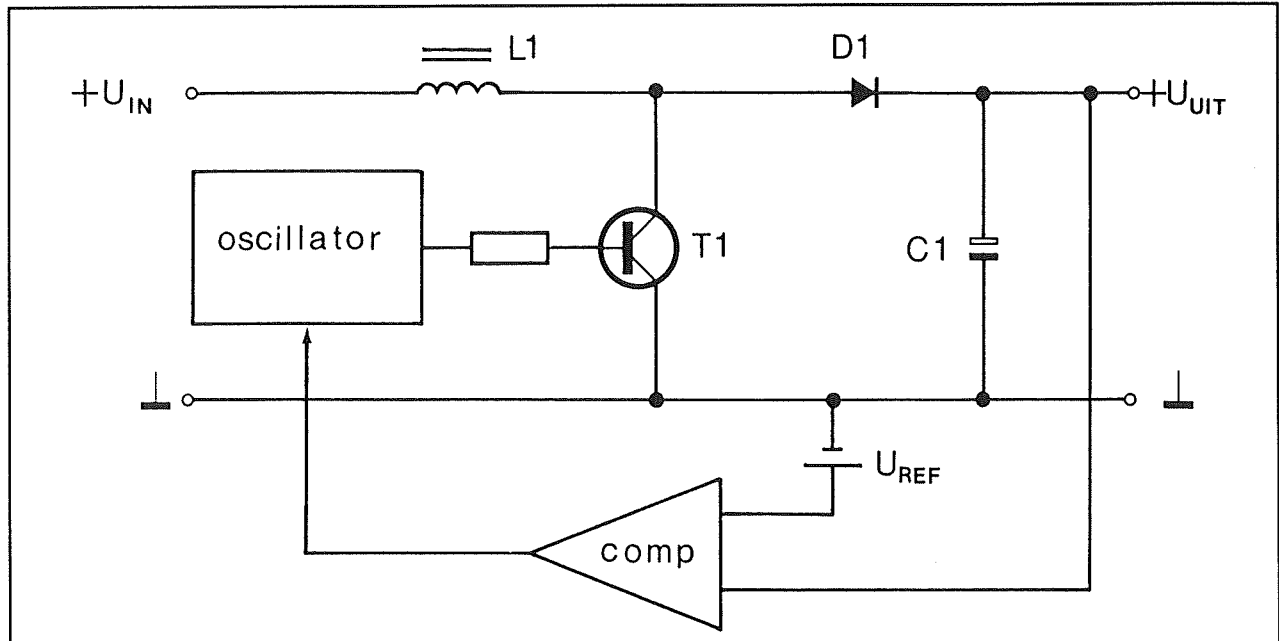 L1
D1
+U_IN
+U_UIT
oscillator
T1
C1
U_REF
comp